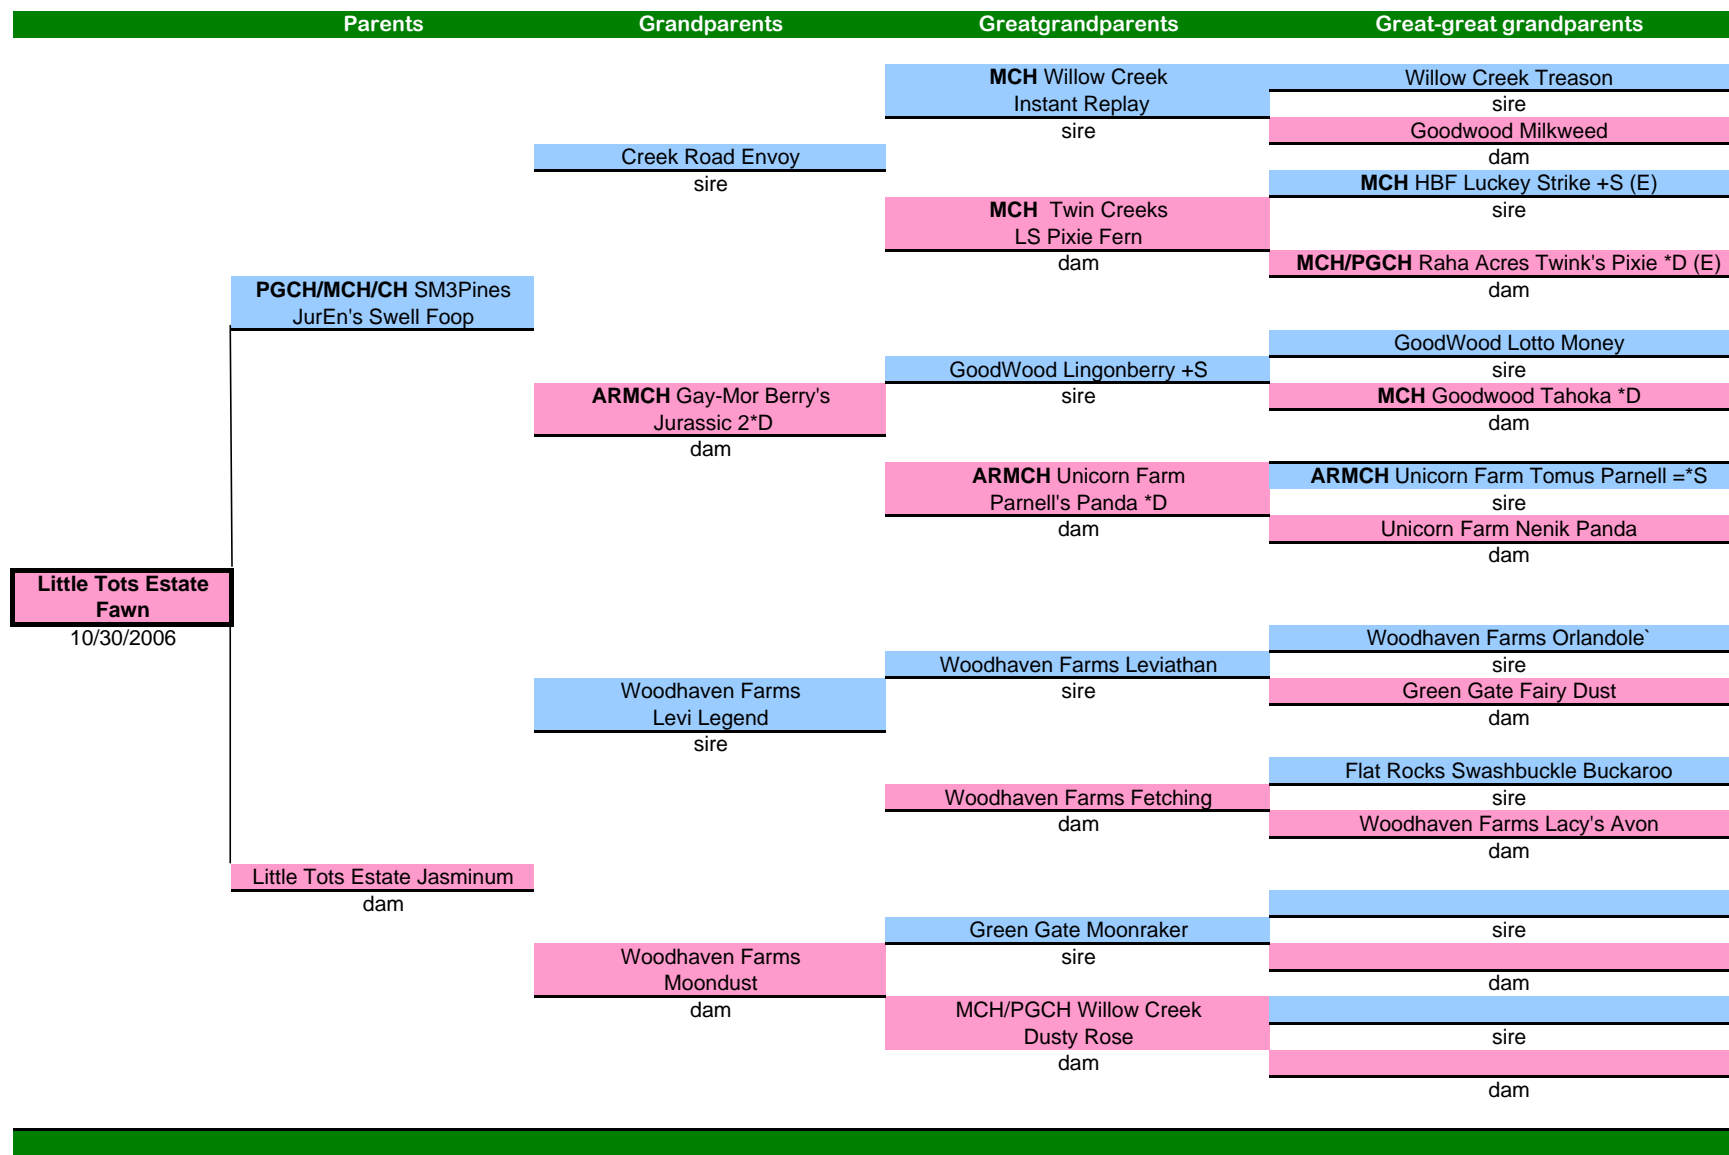 Parents Grandparents Greatgrandparents Great-great grandparents
MCH Willow Creek
Instant Replay
sire
Willow Creek Treason
sire
Goodwood Milkweed
dam
Creek Road Envoy
sire
MCH HBF Luckey Strike +S (E)
sire
MCH  Twin Creeks
LS Pixie Fern
dam
MCH/PGCH Raha Acres Twink's Pixie *D (E)
dam
PGCH/MCH/CH SM3Pines
JurEn's Swell Foop
GoodWood Lotto Money
sire
GoodWood Lingonberry +S
sire
MCH Goodwood Tahoka *D
dam
ARMCH Gay-Mor Berry's
Jurassic 2*D
dam
ARMCH Unicorn Farm
Parnell's Panda *D
dam
ARMCH Unicorn Farm Tomus Parnell =*S
sire
Unicorn Farm Nenik Panda
dam
Little Tots Estate
Fawn
10/30/2006
Woodhaven Farms Orlandole`
sire
Woodhaven Farms Leviathan
sire
Green Gate Fairy Dust
dam
Woodhaven Farms
Levi Legend
sire
Flat Rocks Swashbuckle Buckaroo
sire
Woodhaven Farms Fetching
dam
Woodhaven Farms Lacy's Avon
dam
Little Tots Estate Jasminum
dam
Green Gate Moonraker
sire
sire
dam
Woodhaven Farms
Moondust
dam
MCH/PGCH Willow Creek
Dusty Rose
dam
sire
dam